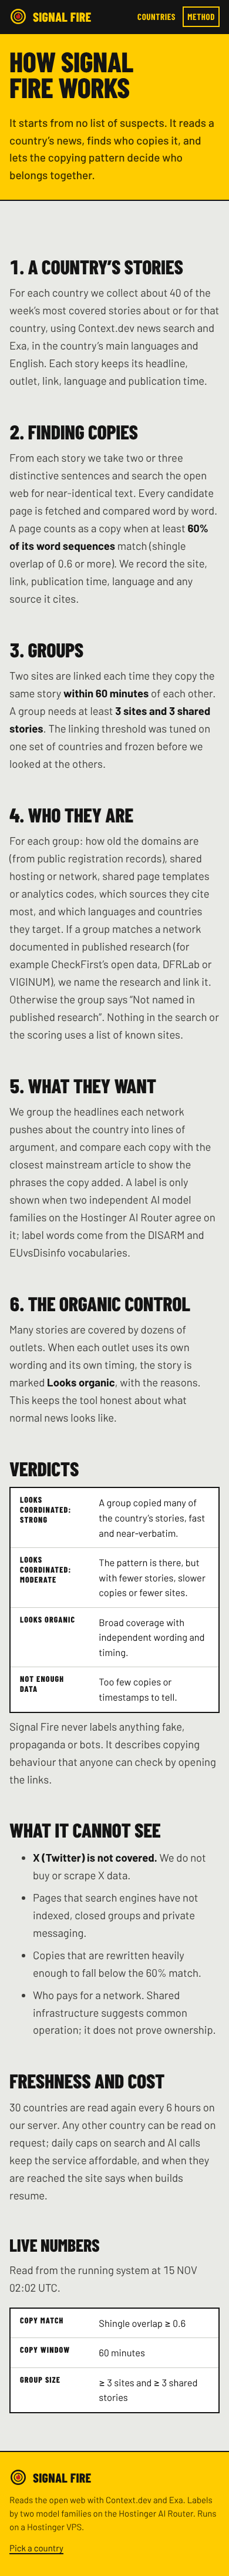 SIGNAL FIRE
COUNTRIES
METHOD
HOW SIGNAL
FIRE WORKS
It starts from no list of suspects. It reads a
country's news, finds who copies it, and
lets the copying pattern decide who
belongs together.
1. A COUNTRY'S STORIES
For each country we collect about 40 of the
week's most covered stories about or for that
country, using Context.dev news search and
Exa, in the country's main languages and
English. Each story keeps its headline,
outlet, link, language and publication time.
2. FINDING COPIES
From each story we take two or three
distinctive sentences and search the open
web for near-identical text. Every candidate
page is fetched and compared word by word.
A page counts as a copy when at least 60%
of its word sequences match (shingle
overlap of 0.6 or more). We record the site,
link, publication time, language and any
source it cites.
3. GROUPS
Two sites are linked each time they copy the
same story within 60 minutes of each other.
A group needs at least 3 sites and 3 shared
stories. The linking threshold was tuned on
one set of countries and frozen before we
looked at the others.
4. WHO THEY ARE
For each group: how old the domains are
(from public registration records), shared
hosting or network, shared page templates
or analytics codes, which sources they cite
most, and which languages and countries
they target. If a group matches a network
documented in published research (for
example CheckFirst's open data, DFRLab or
VIGINUM), we name the research and link it.
Otherwise the group says "Not named in
published research". Nothing in the search or
the scoring uses a list of known sites.
5. WHAT THEY WANT
We group the headlines each network
pushes about the country into lines of
argument, and compare each copy with the
closest mainstream article to show the
phrases the copy added. A label is only
shown when two independent AI model
families on the Hostinger AI Router agree on
it; label words come from the DISARM and
EUvsDisinfo vocabularies.
6. THE ORGANIC CONTROL
Many stories are covered by dozens of
outlets. When each outlet uses its own
wording and its own timing, the story is
marked Looks organic, with the reasons.
This keeps the tool honest about what
normal news looks like.
VERDICTS
LOOKS
COORDINATED:
STRONG
A group copied many of
the country's stories, fast
and near-verbatim.
LOOKS
COORDINATED:
MODERATE
The pattern is there, but
with fewer stories, slower
copies or fewer sites.
LOOKS ORGANIC
Broad coverage with
independent wording and
timing.
NOT ENOUGH
DATA
Too few copies or
timestamps to tell.
Signal Fire never labels anything fake,
propaganda or bots. It describes copying
behaviour that anyone can check by opening
the links.
WHAT IT CANNOT SEE
• X (Twitter) is not covered. We do not
buy or scrape X data.
• Pages that search engines have not
indexed, closed groups and private
messaging.
• Copies that are rewritten heavily
enough to fall below the 60% match.
• Who pays for a network. Shared
infrastructure suggests common
operation; it does not prove ownership.
FRESHNESS AND COST
30 countries are read again every 6 hours on
our server. Any other country can be read on
request; daily caps on search and AI calls
keep the service affordable, and when they
are reached the site says when builds
resume.
LIVE NUMBERS
Read from the running system at 15 NOV
02:02 UTC.
COPY MATCH
Shingle overlap ≥ 0.6
COPY WINDOW
60 minutes
GROUP SIZE
≥ 3 sites and ≥ 3 shared
stories
SIGNAL FIRE
Reads the open web with Context.dev and Exa. Labels
by two model families on the Hostinger AI Router. Runs
on a Hostinger VPS.
Pick a country